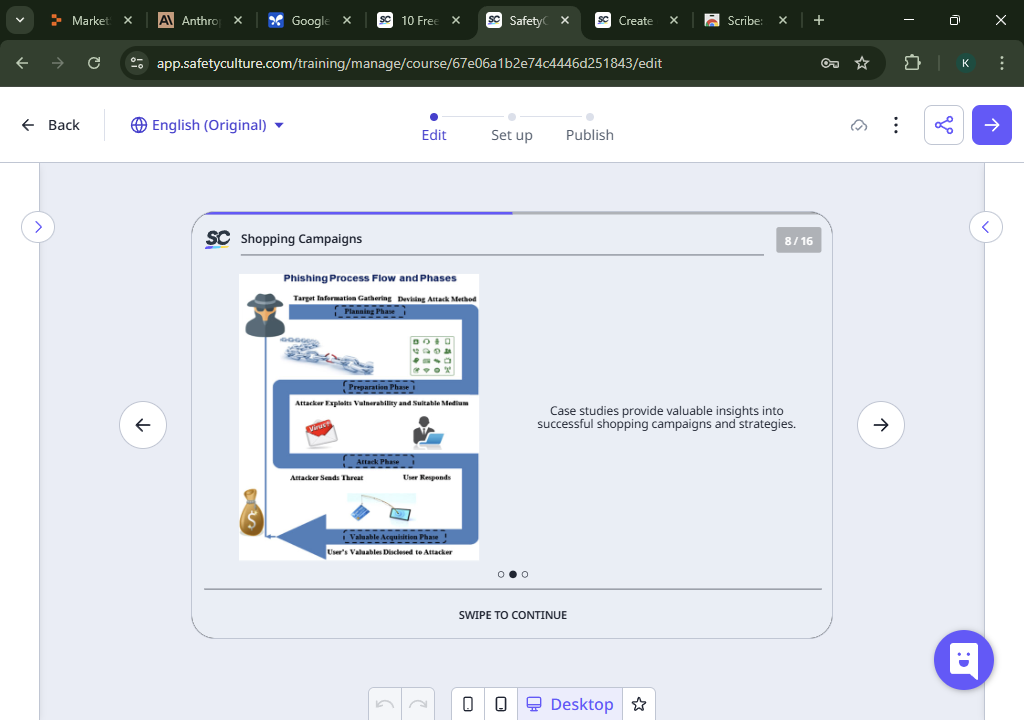 Market
Anthrop
Google
10 Free
SafetyC
Create
Scribe:
app.safetyculture.com/training/manage/course/67e06a1b2e74c4446d251843/edit
K
Back
English (Original)
Edit
Set up
Publish
SC
Shopping Campaigns
8 / 16
Phishing Process Flow and Phases
Target Information Gathering Devising Attack Method
Planning Phase
Preparation Phase
Attacker Exploits Vulnerability and Suitable Medium
Virus
Attack Phase
Attacker Sends Threat User Responds
$
Valuable Acquisition Phase
User's Valuables Disclosed to Attacker
Case studies provide valuable insights into
successful shopping campaigns and strategies.
SWIPE TO CONTINUE
Desktop